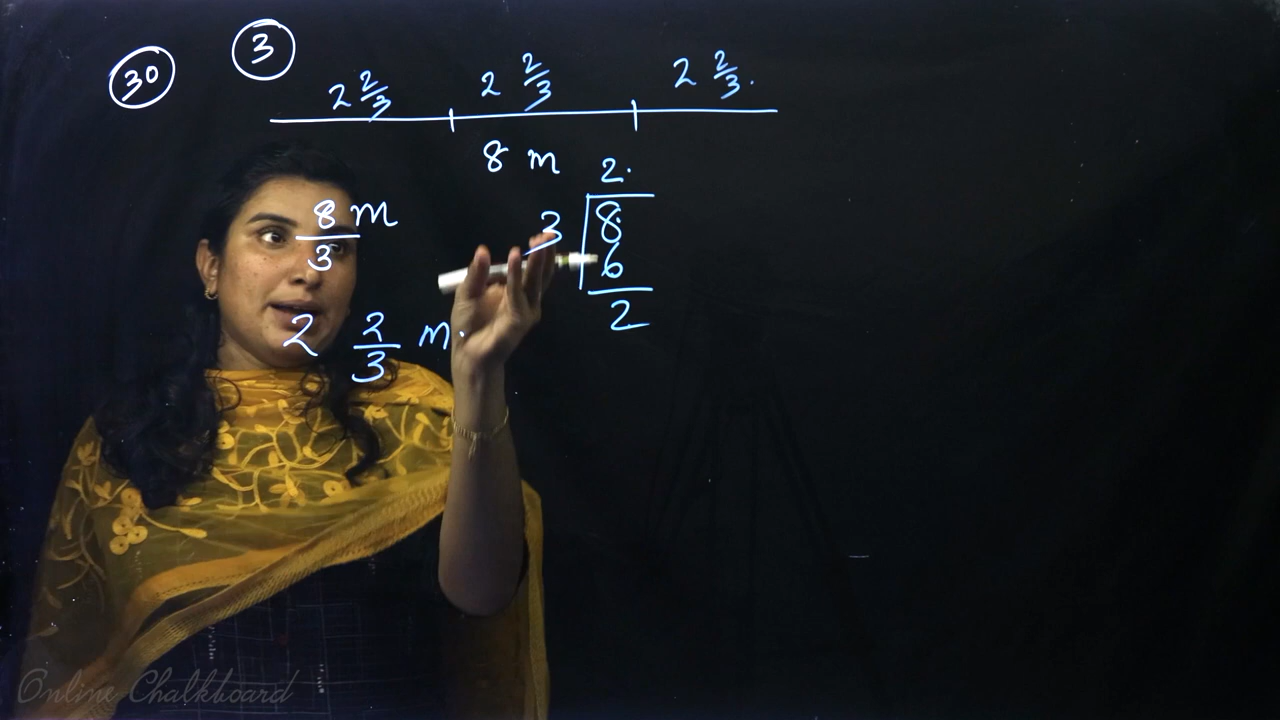 30 3
2 2/3 2 2/3 2 2/3.
8 m
8/3 m
2 2/3 m.
2.
3 8
6
2
Online Chalkboard